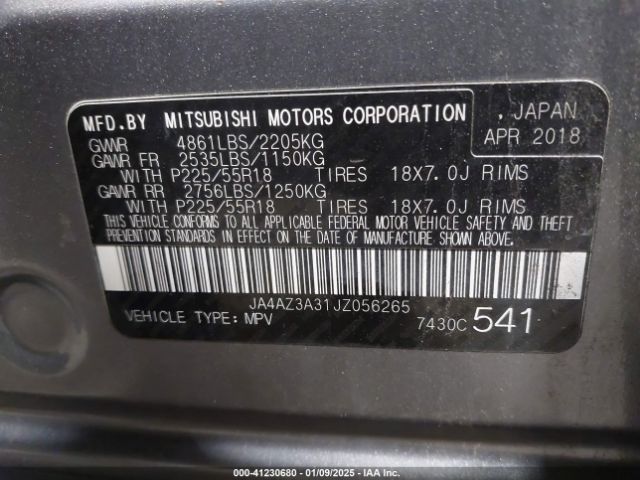 MFD.BY MITSUBISHI MOTORS CORPORATION , JAPAN
GVWR 4861LBS/2205KG APR 2018
GAWR FR 2535LBS/1150KG
WITH P225/55R18 TIRES 18X7.0J RIMS
GAWR RR 2756LBS/1250KG
WITH P225/55R18 TIRES 18X7.0J RIMS
THIS VEHICLE CONFORMS TO ALL APPLICABLE FEDERAL MOTOR VEHICLE SAFETY AND THEFT
PREVENTION STANDARDS IN EFFECT ON THE DATE OF MANUFACTURE SHOWN ABOVE.
JA4AZ3A31JZ056265
VEHICLE TYPE: MPV 7430C 541
000-41230680 - 01/09/2025 - IAA Canada Inc.